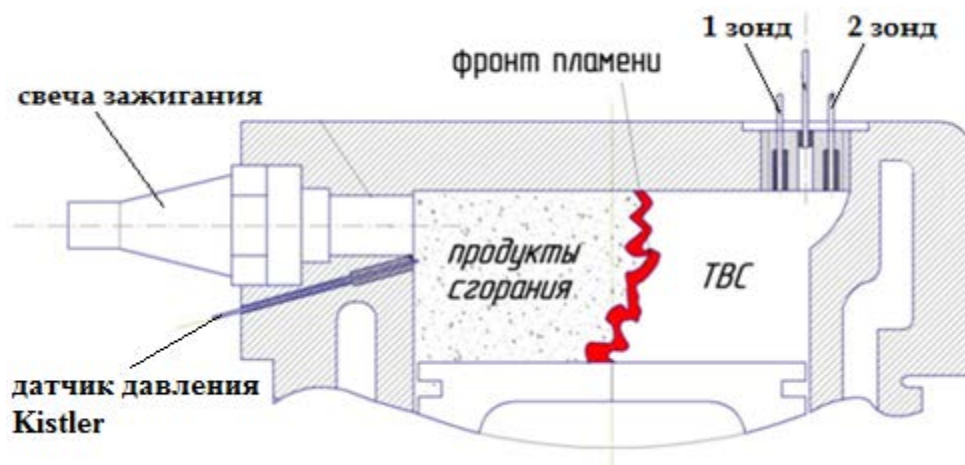 1 зонд
2 зонд
фронт пламени
свеча зажигания
продукты
сгорания
ТВС
датчик давления
Kistler